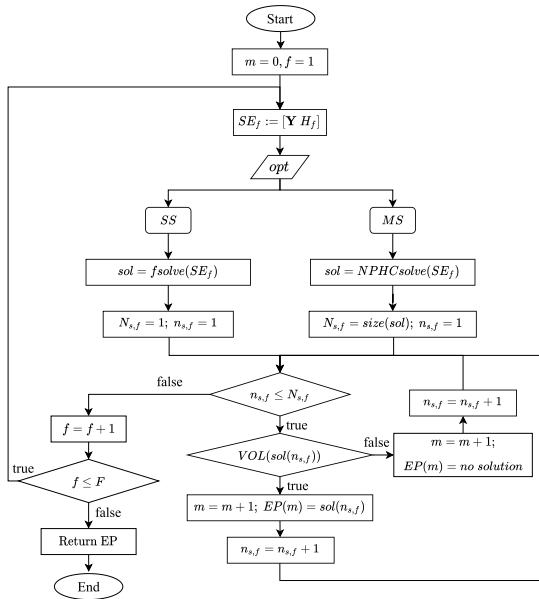 Start
m = 0, f = 1
SE_f := [Y H_f]
opt
SS
MS
sol = fsolve(SE_f)
sol = NPHCsolve(SE_f)
N_{s,f} = 1; n_{s,f} = 1
N_{s,f} = size(sol); n_{s,f} = 1
false
n_{s,f} ≤ N_{s,f}
n_{s,f} = n_{s,f} + 1
f = f + 1
true
false
m = m + 1;
EP(m) = no solution
VOL(sol(n_{s,f}))
true
f ≤ F
true
m = m + 1; EP(m) = sol(n_{s,f})
false
Return EP
n_{s,f} = n_{s,f} + 1
End